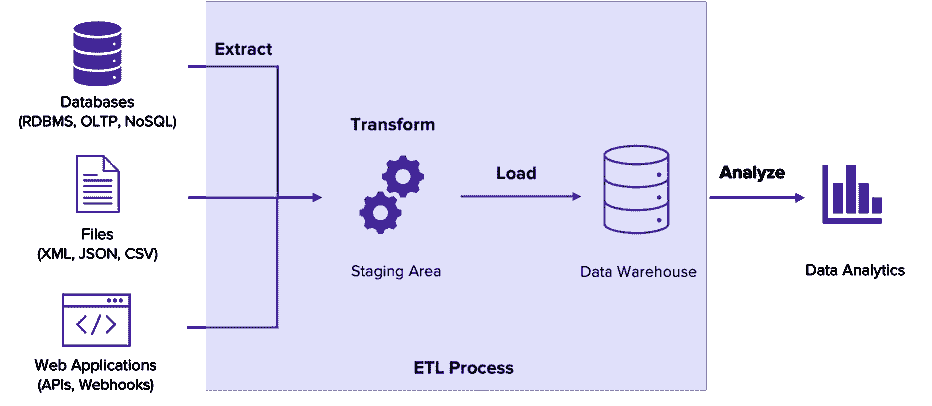 Extract
Databases
(RDBMS, OLTP, NoSQL)
Transform
Load
Analyze
Files
(XML, JSON, CSV)
</>
Staging Area
Data Warehouse
Data Analytics
Web Applications
(APIs, Webhooks)
ETL Process